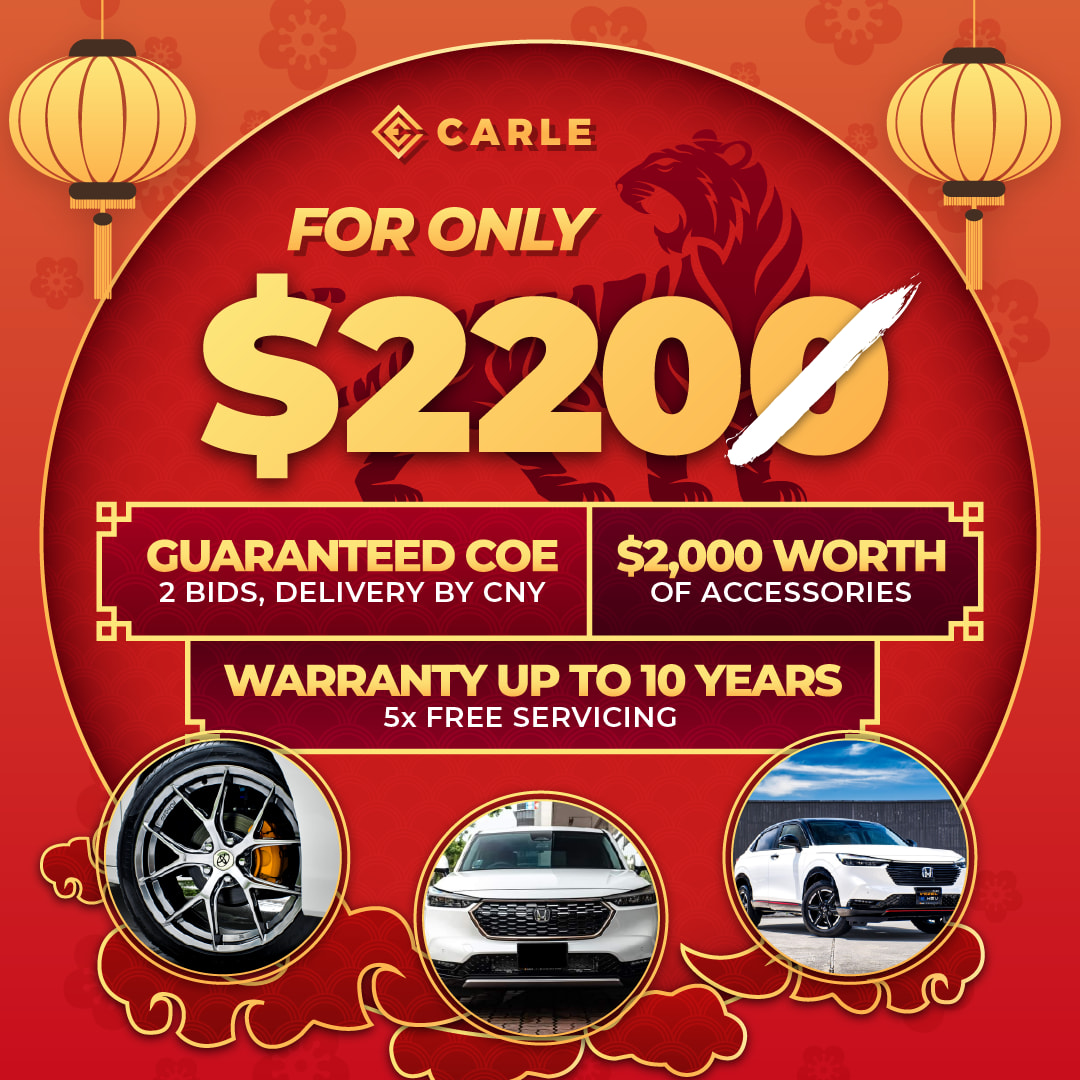 CARLE
FOR ONLY
$2200
GUARANTEED COE
2 BIDS, DELIVERY BY CNY
$2,000 WORTH
OF ACCESSORIES
WARRANTY UP TO 10 YEARS
5x FREE SERVICING